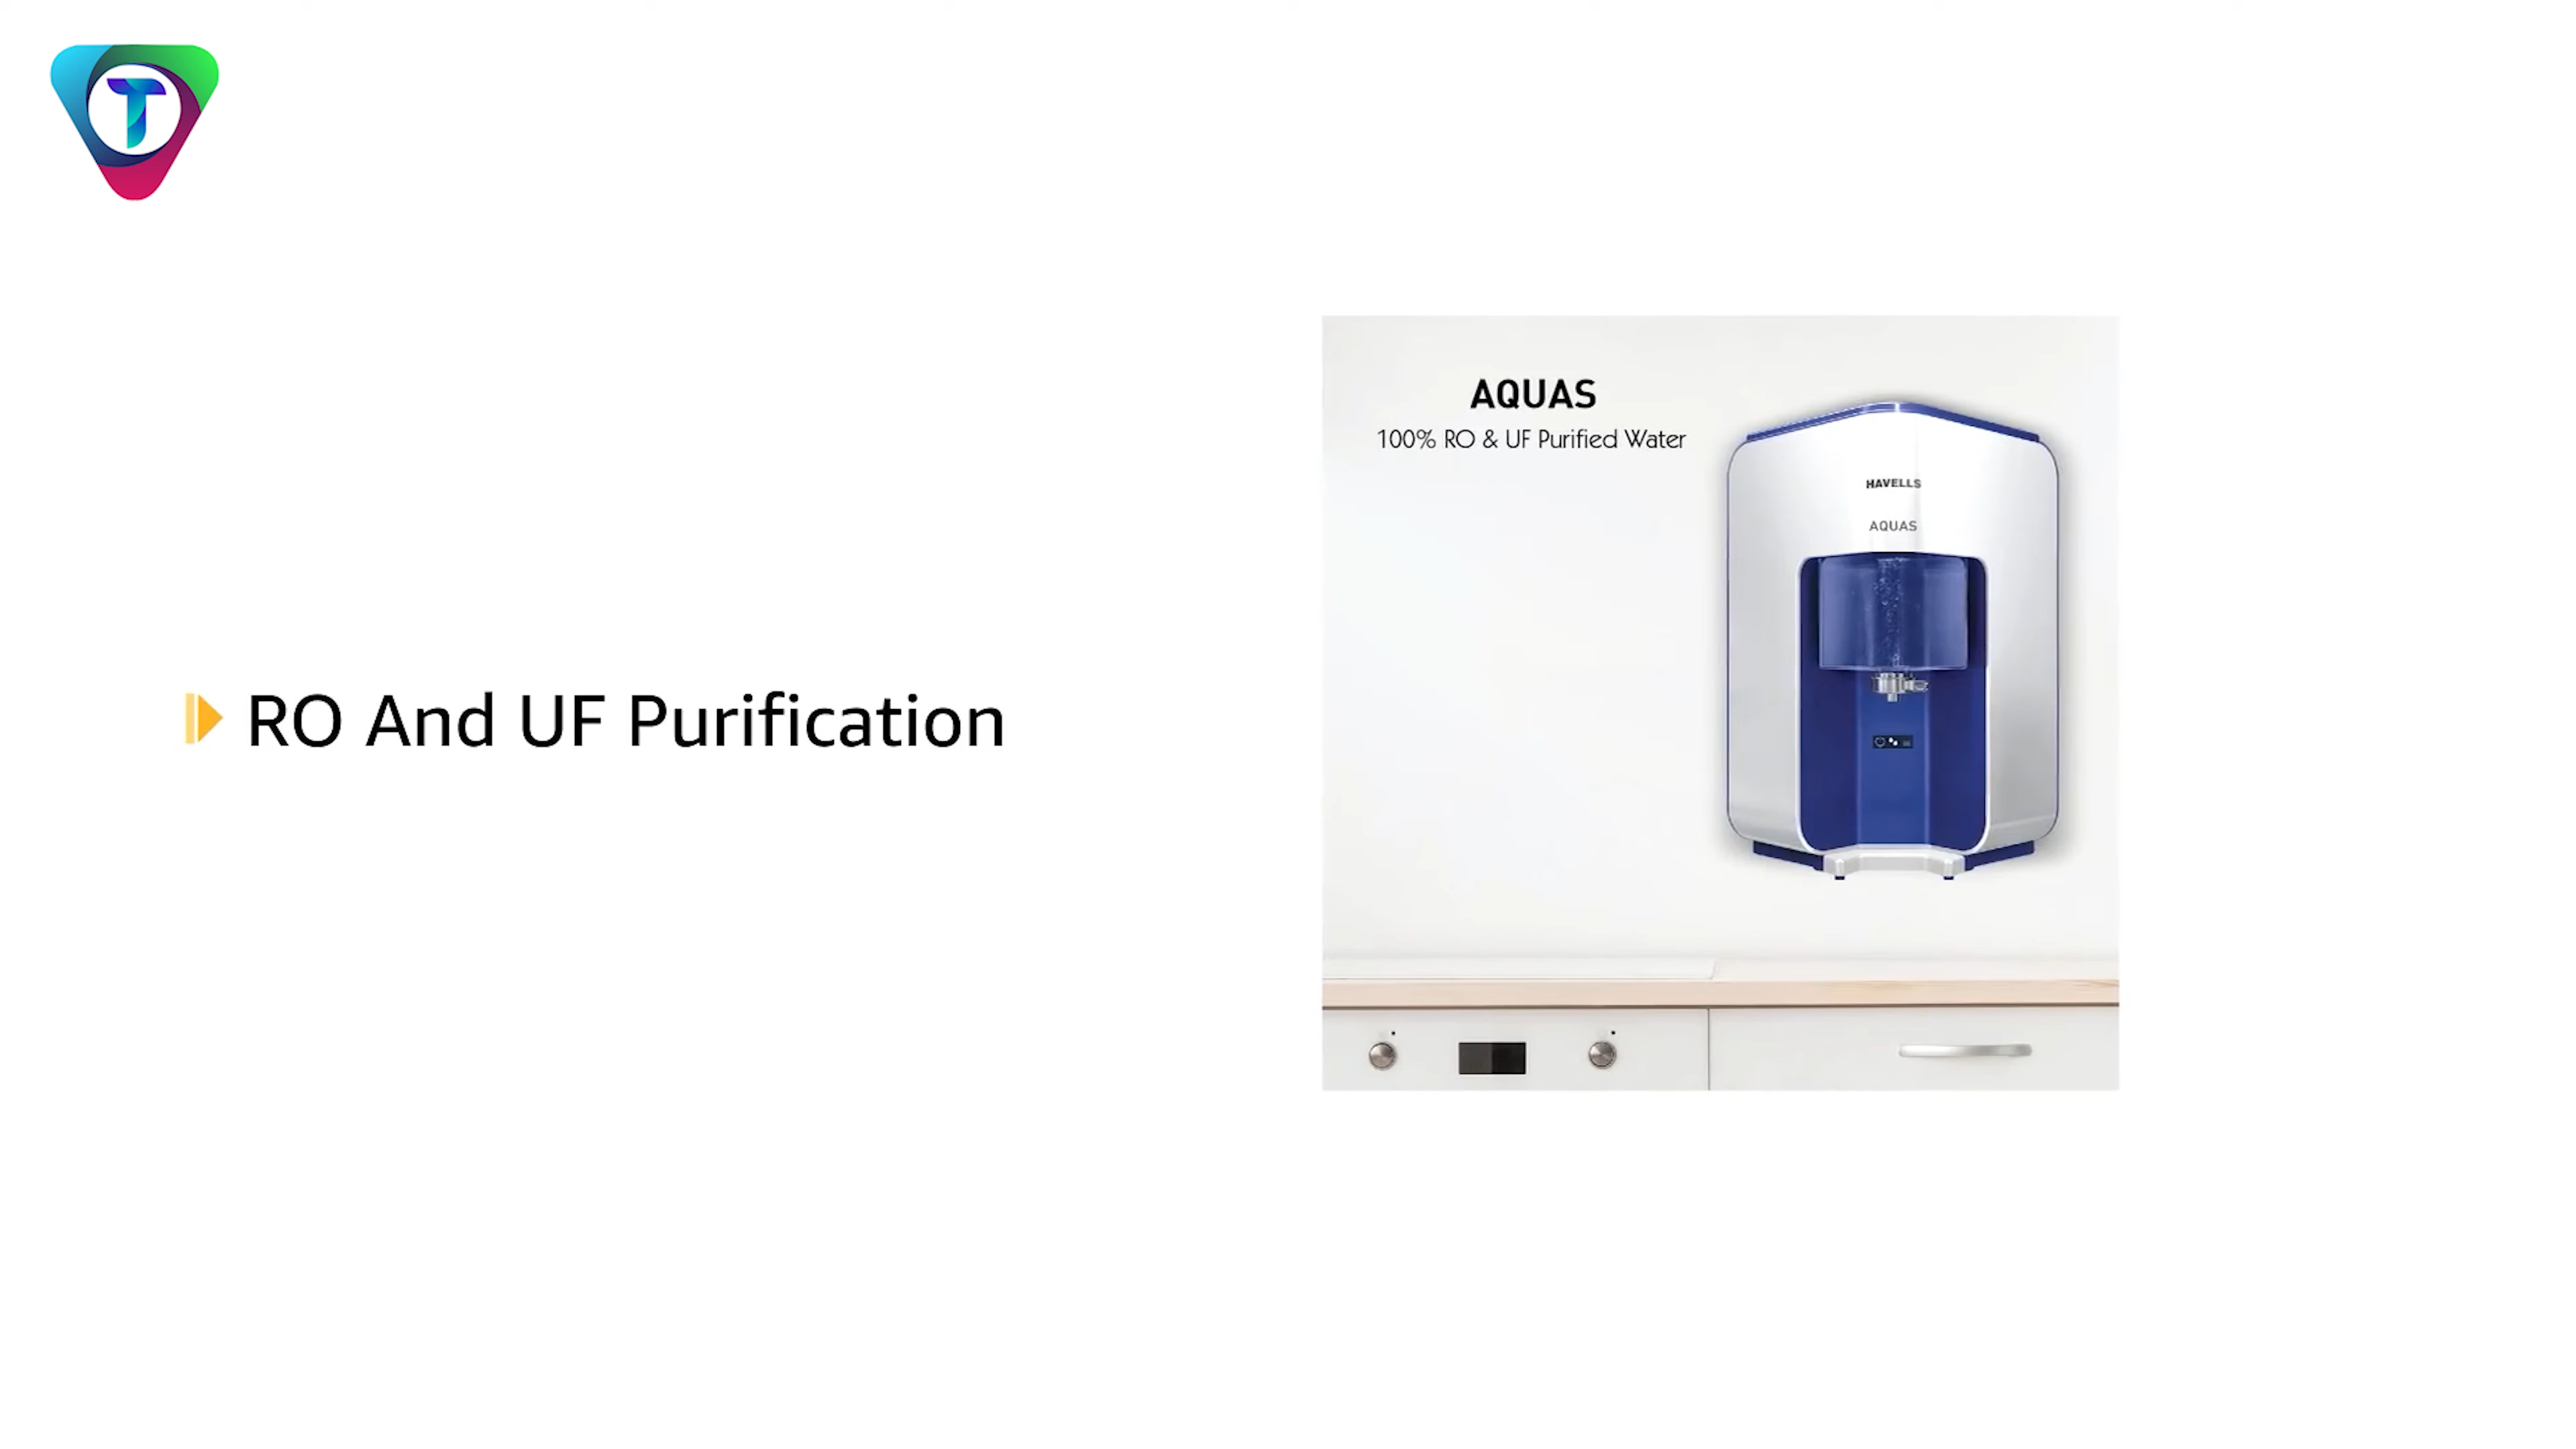 T
AQUAS
100% RO & UF Purified Water
HAVELLS
AQUAS
RO And UF Purification